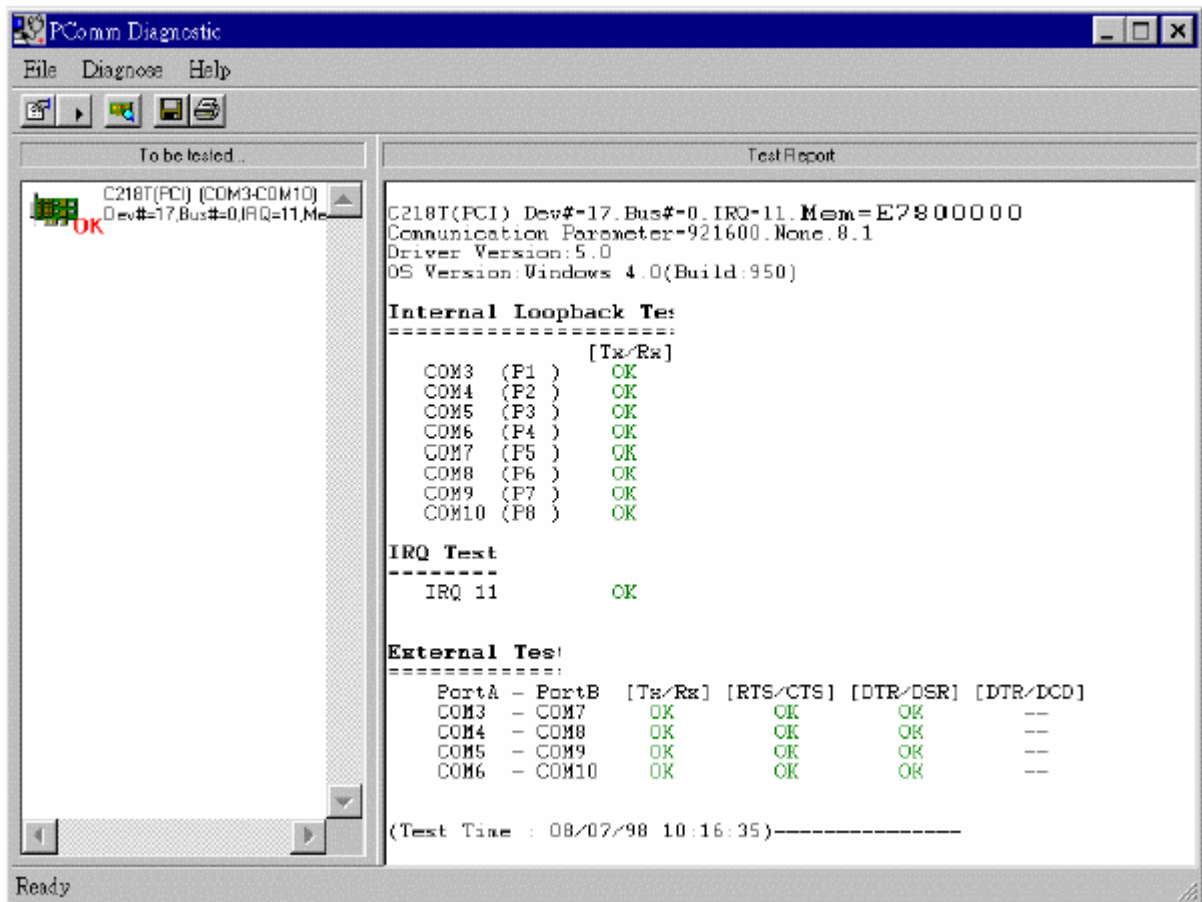 PComm Diagnostic
File Diagnose Help
To be tested...
C218T(PCI) (COM3-COM10)
Dev#=17,Bus#=0,IRQ=11,Me
OK
Test Report
C218T(PCI) Dev#-17.Bus#-0.IRQ-11.Mem=E7800000
Communication Parameter-921600.None.8.1
Driver Version:5.0
OS Version:Windows 4.0(Build:950)
Internal Loopback Tes
=====================:
[Tx/Rx]
COM3 (P1 ) OK
COM4 (P2 ) OK
COM5 (P3 ) OK
COM6 (P4 ) OK
COM7 (P5 ) OK
COM8 (P6 ) OK
COM9 (P7 ) OK
COM10 (P8 ) OK
IRQ Test
--------
IRQ 11 OK
External Test
=============:
PortA - PortB [Tx/Rx] [RTS/CTS] [DTR/DSR] [DTR/DCD]
COM3 - COM7 OK OK OK --
COM4 - COM8 OK OK OK --
COM5 - COM9 OK OK OK --
COM6 - COM10 OK OK OK --
(Test Time : 08/07/98 10:16:35)---------------
Ready